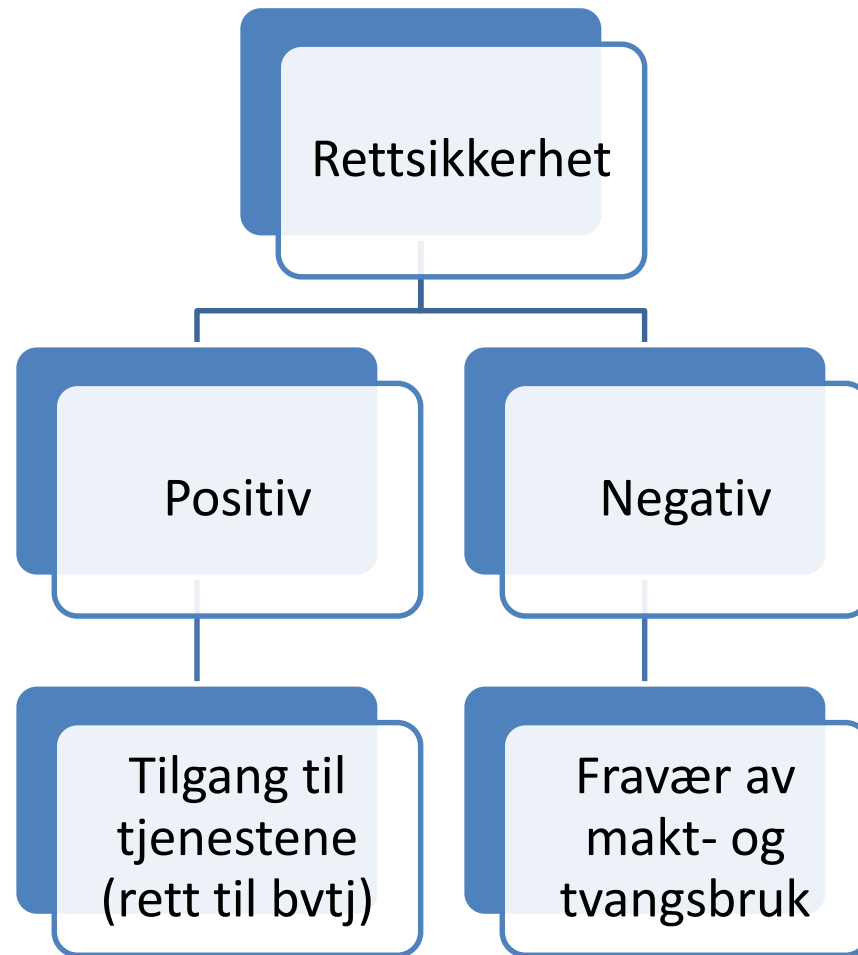 Rettsikkerhet
Positiv
Negativ
Tilgang til
tjenestene
(rett til bvtj)
Fravær av
makt- og
tvangsbruk